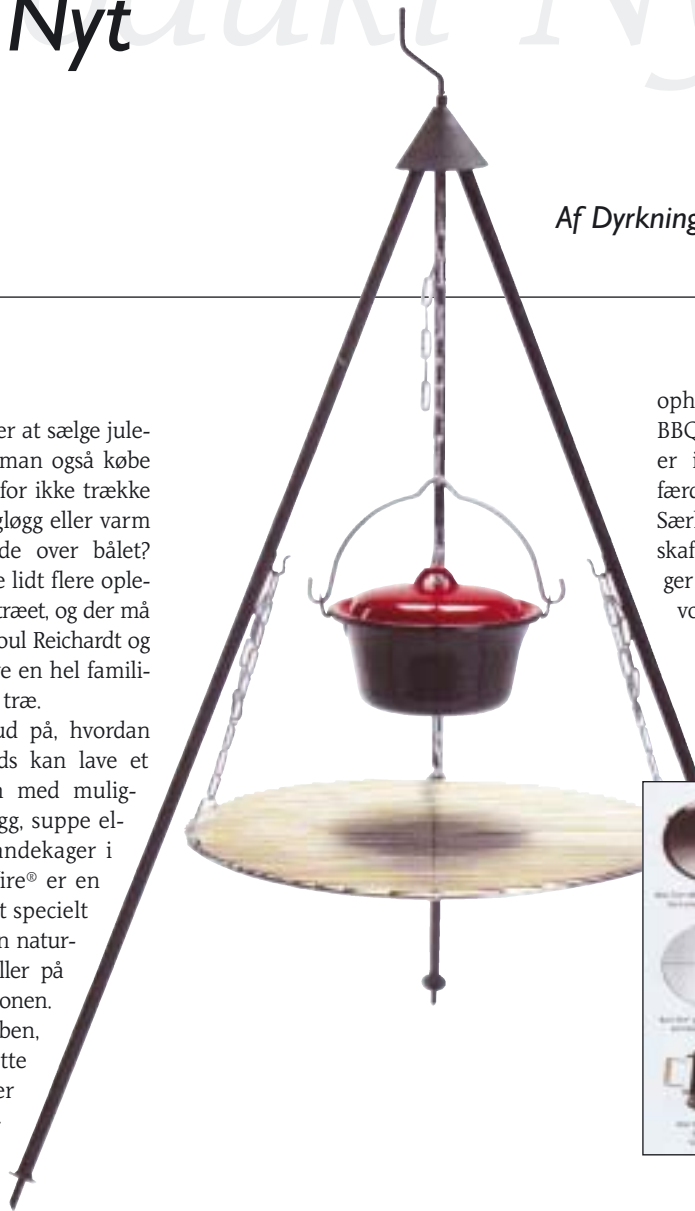 Nyt
Af Dyrkning
er at sælge jule-
man også købe
for ikke trække
gløgg eller varm
de over bålet?
e lidt flere ople-
træet, og der må
oul Reichardt og
e en hel famili-
træ.
ud på, hvordan
ds kan lave et
n med mulig-
gg, suppe el-
andekager i
ire® er en
t specielt
n natur-
ller på
onen.
ben,
tte
er
oph
BBQ
er i
færd
Særl
skaf
ger
vo